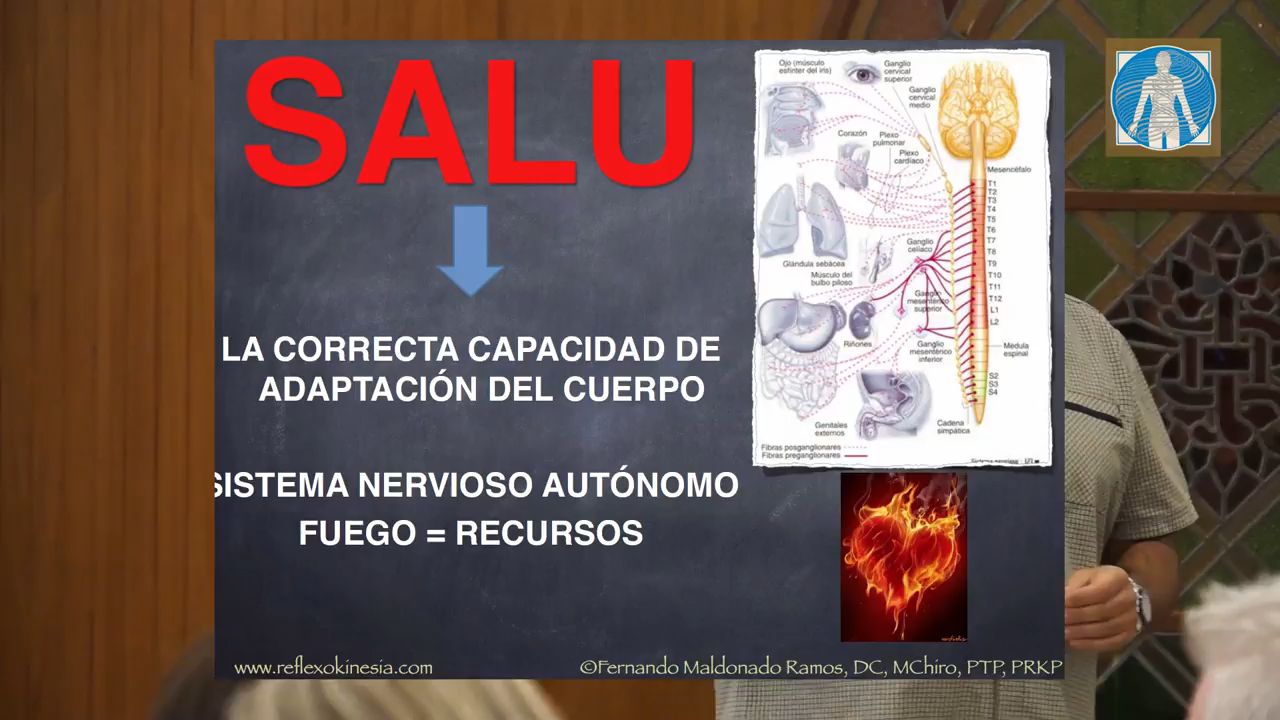 SALU
LA CORRECTA CAPACIDAD DE
ADAPTACIÓN DEL CUERPO
SISTEMA NERVIOSO AUTÓNOMO
FUEGO = RECURSOS
www.reflexokinesia.com
©Fernando Maldonado Ramos, DC, MChiro, PTP, PRKP
Ojo (músculo
esfínter del iris)
Ganglio
cervical
superior
Ganglio
cervical
medio
Corazón
Plexo
pulmonar
Plexo
cardíaco
Mesencéfalo
T1
T2
T3
T4
T5
T6
T7
T8
T9
T10
T11
T12
L1
L2
Ganglio
celíaco
Glándula sebácea
Músculo del
bulbo piloso
Ganglio
mesentérico
superior
Riñones
Ganglio
mesentérico
inferior
Médula
espinal
S2
S3
S4
Genitales
externos
Cadena
simpática
Fibras posganglionares
Fibras preganglionares